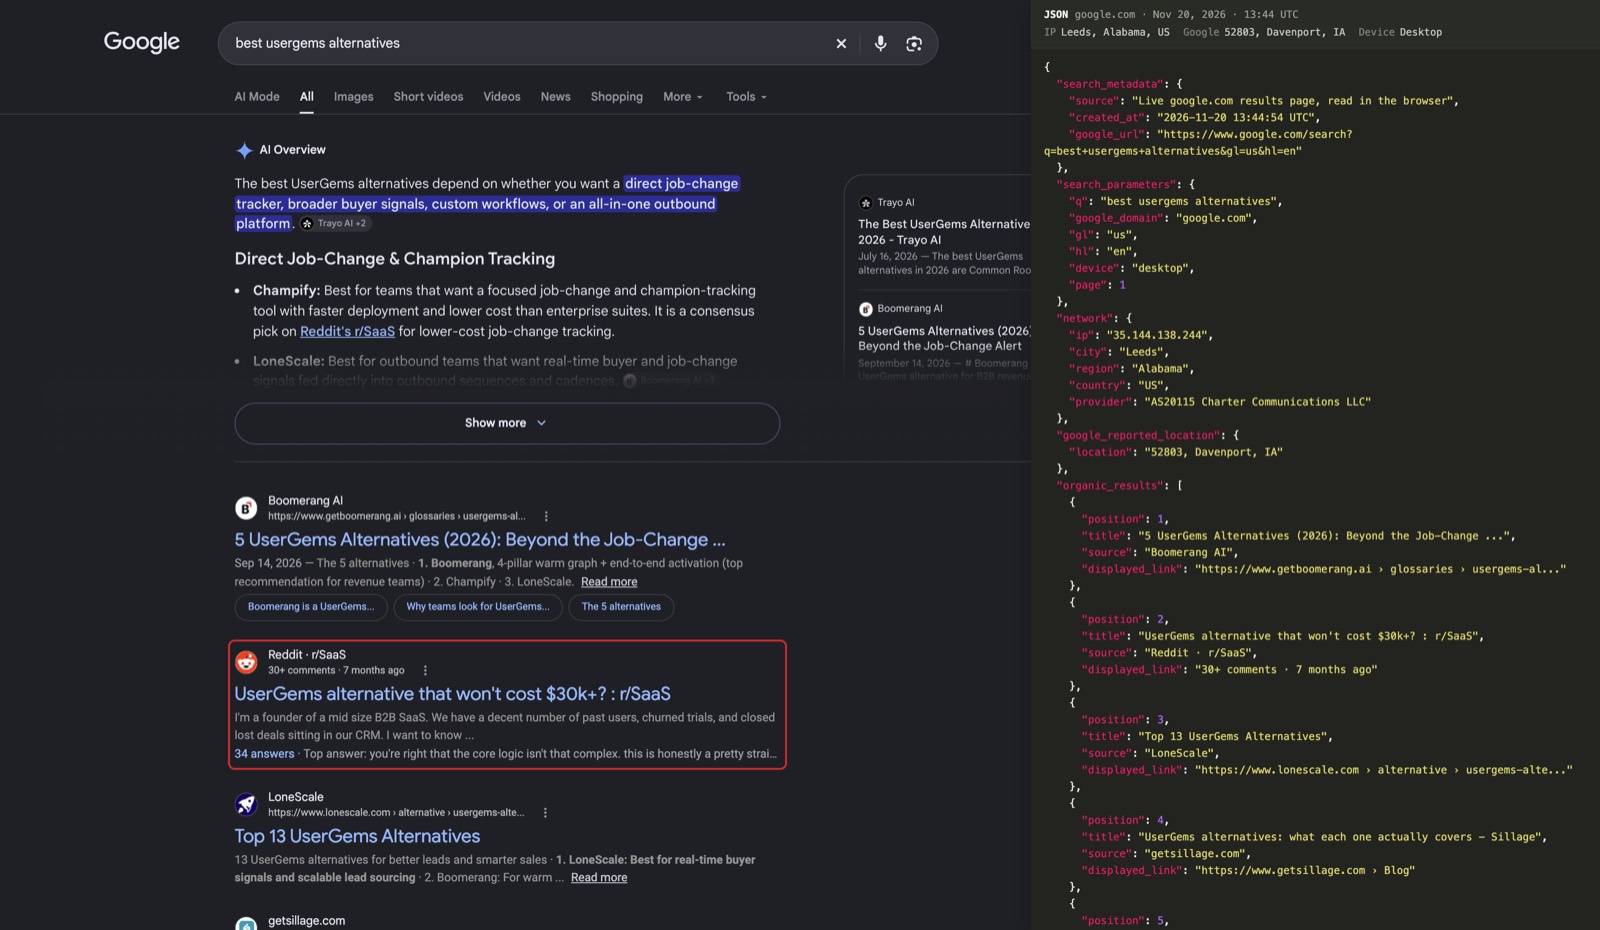 Google
best usergems alternatives
AI Mode All Images Short videos Videos News Shopping More Tools
AI Overview
The best UserGems alternatives depend on whether you want a direct job-change
tracker, broader buyer signals, custom workflows, or an all-in-one outbound
platform. Trayo AI +2
Direct Job-Change & Champion Tracking
• Champify: Best for teams that want a focused job-change and champion-tracking
tool with faster deployment and lower cost than enterprise suites. It is a consensus
pick on Reddit's r/SaaS for lower-cost job-change tracking.
• LoneScale: Best for outbound teams that want real-time buyer and job-change
signals fed directly into outbound sequences and cadences. Boomerang AI +3
Show more
Trayo AI
The Best UserGems Alternative
2026 - Trayo AI
July 16, 2026 — The best UserGems
alternatives in 2026 are Common Roo
Boomerang AI
5 UserGems Alternatives (2026)
Beyond the Job-Change Alert
September 14, 2026 — # Boomerang
UserGems alternative for B2B revenu
Boomerang AI
https://www.getboomerang.ai › glossaries › usergems-al...
5 UserGems Alternatives (2026): Beyond the Job-Change ...
Sep 14, 2026 — The 5 alternatives · 1. Boomerang, 4-pillar warm graph + end-to-end activation (top
recommendation for revenue teams) · 2. Champify · 3. LoneScale. Read more
Boomerang is a UserGems... Why teams look for UserGems... The 5 alternatives
Reddit · r/SaaS
30+ comments · 7 months ago
UserGems alternative that won't cost $30k+? : r/SaaS
I'm a founder of a mid size B2B SaaS. We have a decent number of past users, churned trials, and closed
lost deals sitting in our CRM. I want to know ...
34 answers · Top answer: you're right that the core logic isn't that complex. this is honestly a pretty strai...
LoneScale
https://www.lonescale.com › alternative › usergems-alte...
Top 13 UserGems Alternatives
13 UserGems alternatives for better leads and smarter sales · 1. LoneScale: Best for real-time buyer
signals and scalable lead sourcing · 2. Boomerang: For warm ... Read more
getsillage.com
JSON google.com · Nov 20, 2026 · 13:44 UTC
IP Leeds, Alabama, US Google 52803, Davenport, IA Device Desktop
{
"search_metadata": {
"source": "Live google.com results page, read in the browser",
"created_at": "2026-11-20 13:44:54 UTC",
"google_url": "https://www.google.com/search?
q=best+usergems+alternatives&gl=us&hl=en"
},
"search_parameters": {
"q": "best usergems alternatives",
"google_domain": "google.com",
"gl": "us",
"hl": "en",
"device": "desktop",
"page": 1
},
"network": {
"ip": "35.144.138.244",
"city": "Leeds",
"region": "Alabama",
"country": "US",
"provider": "AS20115 Charter Communications LLC"
},
"google_reported_location": {
"location": "52803, Davenport, IA"
},
"organic_results": [
{
"position": 1,
"title": "5 UserGems Alternatives (2026): Beyond the Job-Change ...",
"source": "Boomerang AI",
"displayed_link": "https://www.getboomerang.ai › glossaries › usergems-al..."
},
{
"position": 2,
"title": "UserGems alternative that won't cost $30k+? : r/SaaS",
"source": "Reddit · r/SaaS",
"displayed_link": "30+ comments · 7 months ago"
},
{
"position": 3,
"title": "Top 13 UserGems Alternatives",
"source": "LoneScale",
"displayed_link": "https://www.lonescale.com › alternative › usergems-alte..."
},
{
"position": 4,
"title": "UserGems alternatives: what each one actually covers – Sillage",
"source": "getsillage.com",
"displayed_link": "https://www.getsillage.com › Blog"
},
{
"position": 5,